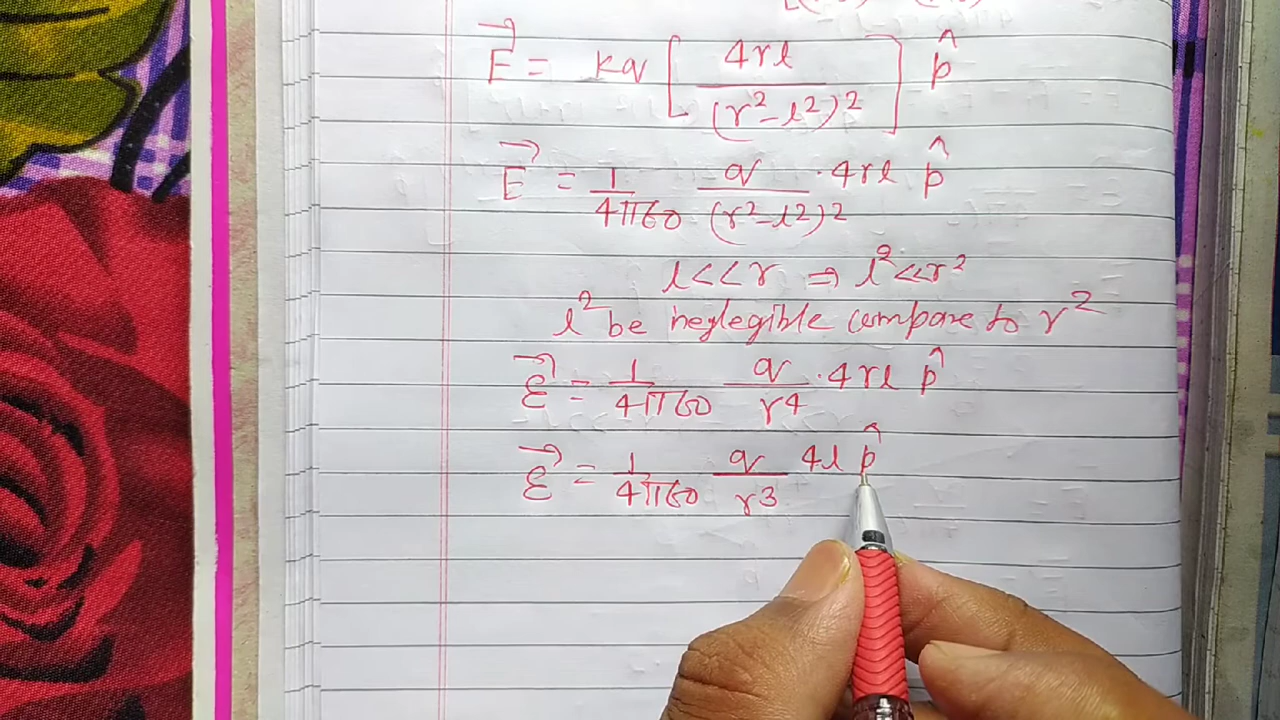 E⃗ = kq [ 4rl / (r² - l²)² ] p̂
E⃗ = 1/4πε0 q/(r² - l²)² · 4rl p̂
l << r ⇒ l² << r²
l² be neglegible compare to r²
E⃗ = 1/4πε0 q/r⁴ · 4rl p̂
E⃗ = 1/4πε0 q/r³ 4l p̂